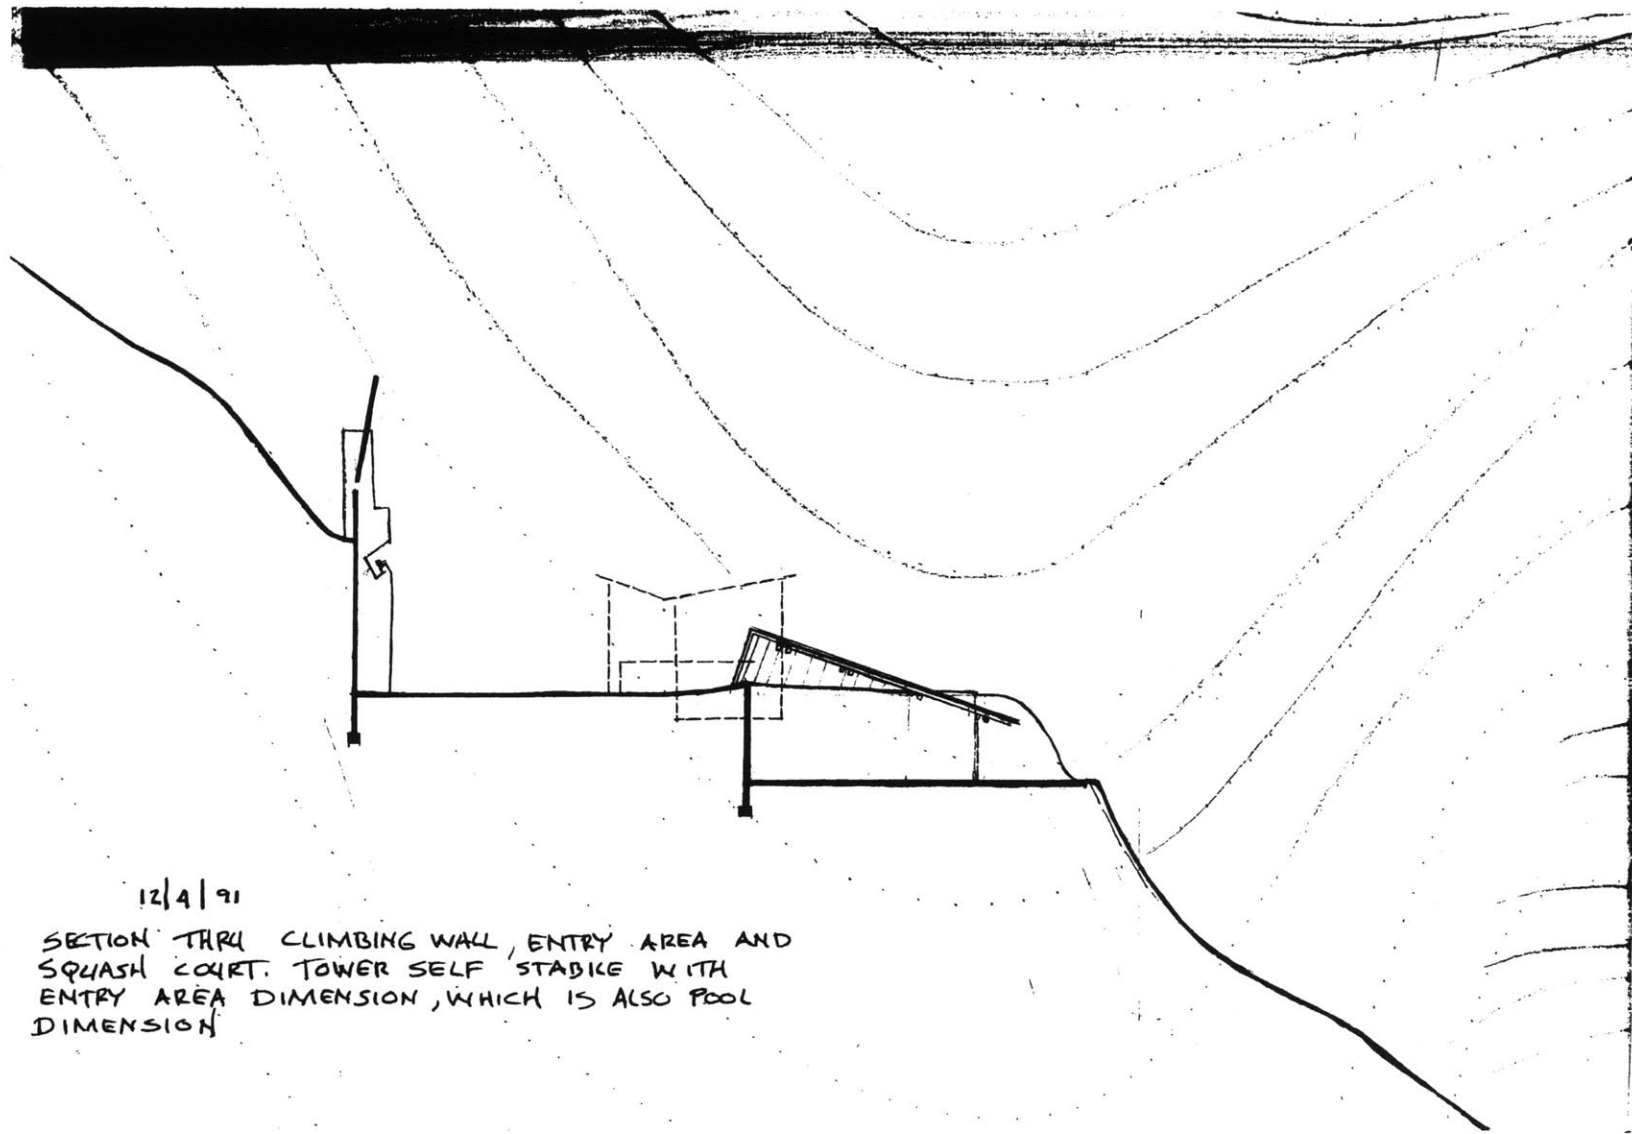 12/4/91
SECTION THRU CLIMBING WALL, ENTRY AREA AND
SQUASH COURT. TOWER SELF STABILE WITH
ENTRY AREA DIMENSION, WHICH IS ALSO POOL
DIMENSION